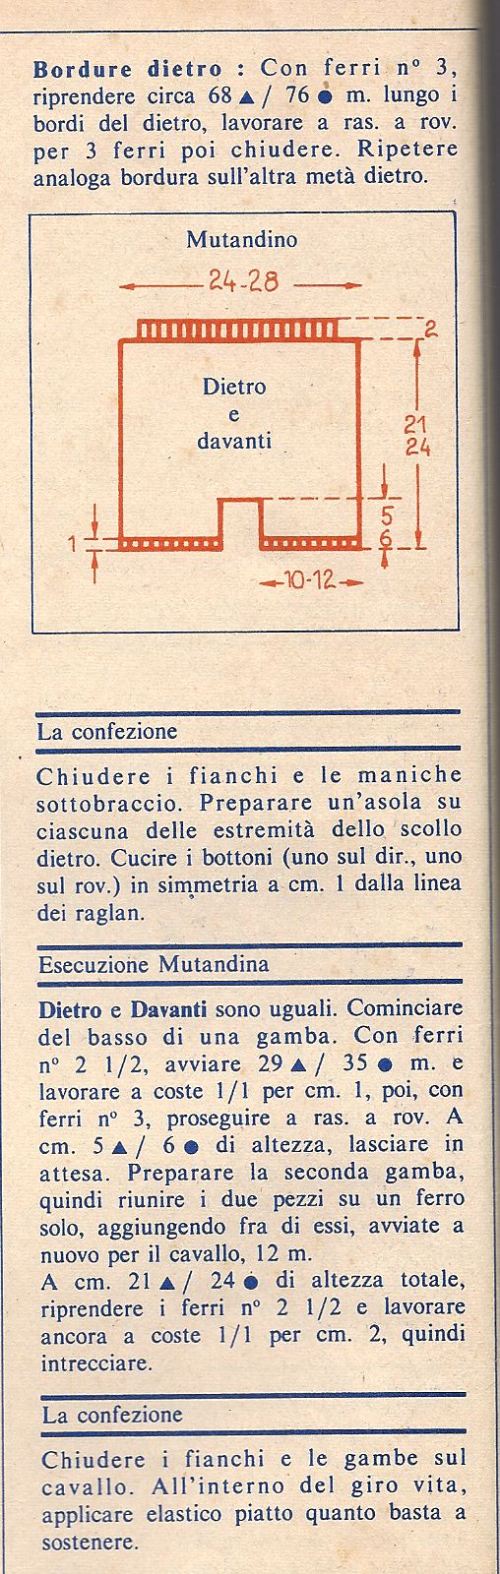 Bordure dietro : Con ferri nº 3,
riprendere circa 68 ▲ / 76 ● m. lungo i
bordi del dietro, lavorare a ras. a rov.
per 3 ferri poi chiudere. Ripetere
analoga bordura sull'altra metà dietro.
Mutandino
24-28
2
Dietro
e
davanti
21
24
5
6
1
10-12
La confezione
Chiudere i fianchi e le maniche
sottobraccio. Preparare un'asola su
ciascuna delle estremità dello scollo
dietro. Cucire i bottoni (uno sul dir., uno
sul rov.) in simmetria a cm. 1 dalla linea
dei raglan.
Esecuzione Mutandina
Dietro e Davanti sono uguali. Cominciare
del basso di una gamba. Con ferri
nº 2 1/2, avviare 29 ▲ / 35 ● m. e
lavorare a coste 1/1 per cm. 1, poi, con
ferri nº 3, proseguire a ras. a rov. A
cm. 5 ▲ / 6 ● di altezza, lasciare in
attesa. Preparare la seconda gamba,
quindi riunire i due pezzi su un ferro
solo, aggiungendo fra di essi, avviate a
nuovo per il cavallo, 12 m.
A cm. 21 ▲ / 24 ● di altezza totale,
riprendere i ferri nº 2 1/2 e lavorare
ancora a coste 1/1 per cm. 2, quindi
intrecciare.
La confezione
Chiudere i fianchi e le gambe sul
cavallo. All'interno del giro vita,
applicare elastico piatto quanto basta a
sostenere.